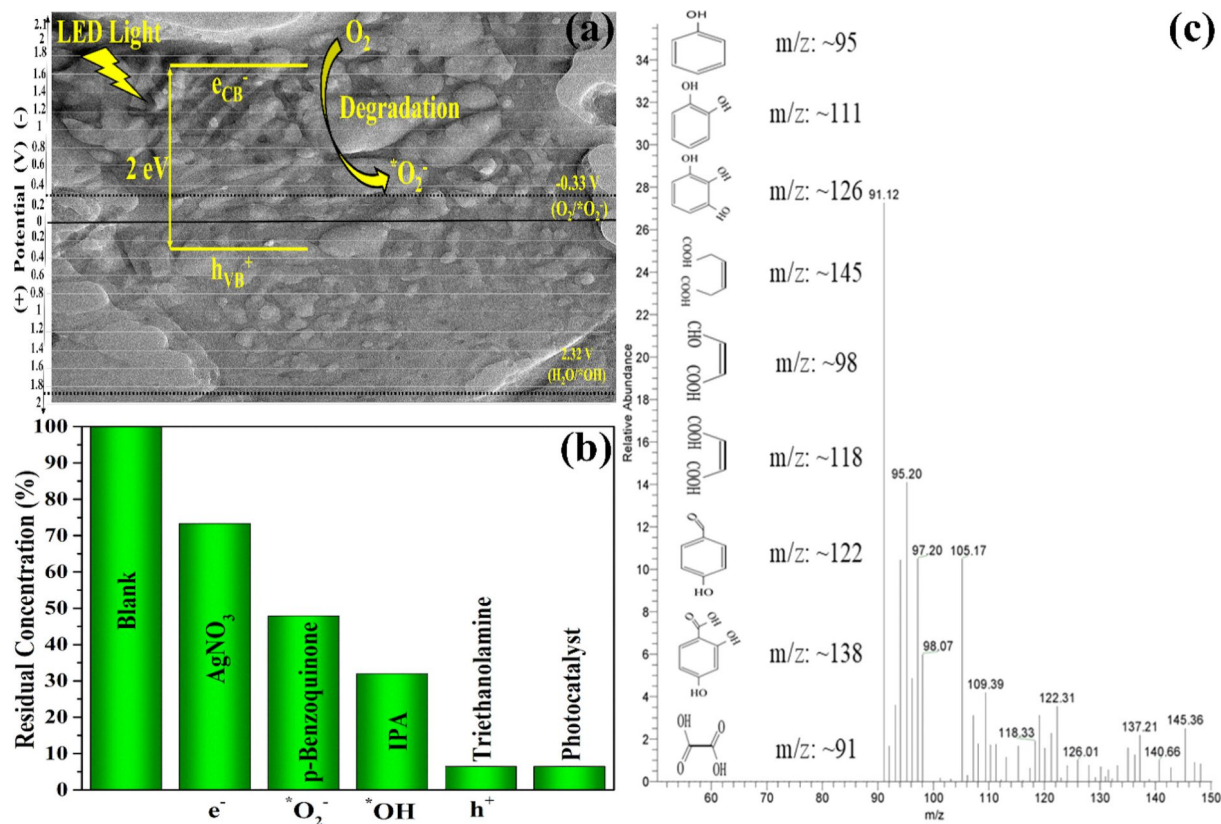 (a)
2.1
1.8
1.6
1.4
1.2
1
0.8
0.6
0.4
0.2
0
0.2
0.4
0.6
0.8
1
1.2
1.4
1.6
1.8
2
(+) Potential (V) (-)
LED Light
O2
eCB-
Degradation
2 eV
*O2-
-0.33 V
(O2/*O2-)
hVB+
2.32 V
(H2O/*OH)
(b)
Residual Concentration (%)
100
90
80
70
60
50
40
30
20
10
0
Blank
AgNO3
p-Benzoquinone
IPA
Triethanolamine
Photocatalyst
e-
*O2-
*OH
h+
(c)
OH
m/z: ~95
OH
OH
m/z: ~111
OH
OH
HO
m/z: ~126
COOH
COOH
m/z: ~145
CHO
COOH
m/z: ~98
COOH
COOH
m/z: ~118
O
HO
m/z: ~122
O
OH
OH
HO
m/z: ~138
OH
O
O
OH
m/z: ~91
Relative Abundance
34
32
30
28
26
24
22
20
18
16
14
12
10
8
6
4
2
0
91.12
95.20
97.20
105.17
98.07
109.39
118.33
122.31
126.01
137.21
140.66
145.36
60
70
80
90
100
110
120
130
140
150
m/z